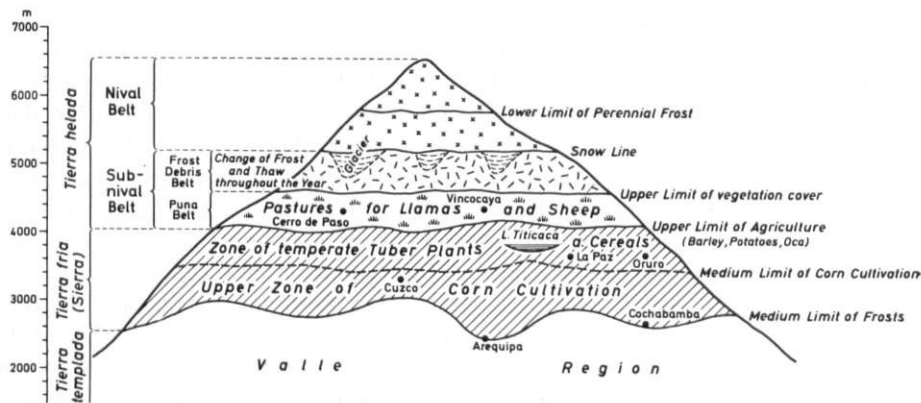 m
7000
6000
5000
4000
3000
2000
Tierra helada
Tierra fria
(Sierra)
Tierra
templada
Nival
Belt
Sub-
nival
Belt
Frost
Debris
Belt
Puna
Belt
Change of Frost
and Thaw
throughout the Year
Glacier
Lower Limit of Perennial Frost
Snow Line
Upper Limit of vegetation cover
Vincocaya
Pastures for Llamas and Sheep
Cerro de Paso
Upper Limit of Agriculture
(Barley, Potatoes, Oca)
L. Titicaca
Zone of temperate Tuber Plants a. Cereals
La Paz
Oruro
Medium Limit of Corn Cultivation
Upper Zone of Corn Cultivation
Cuzco
Cochabamba
Medium Limit of Frosts
Arequipa
Valle Region